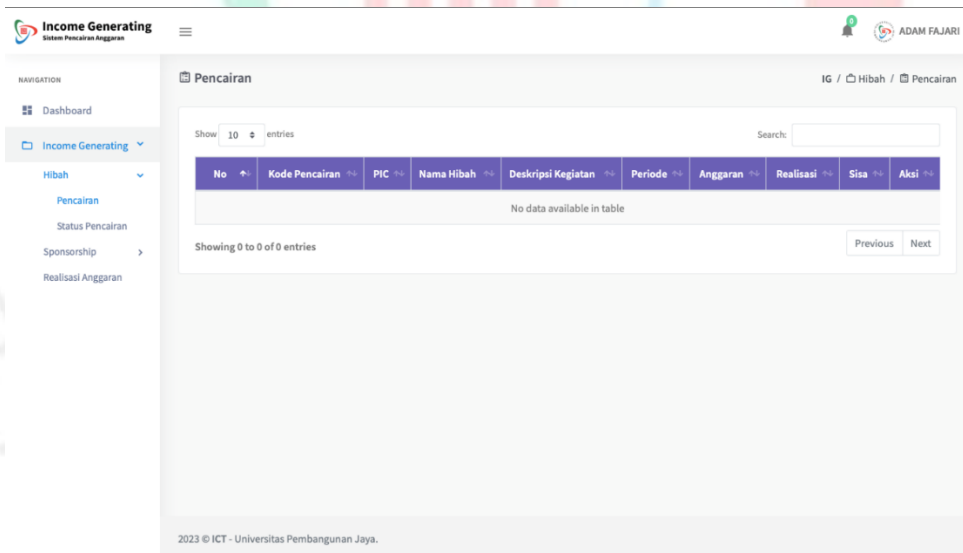 Income Generating
Sistem Pencairan Anggaran
0
ADAM FAJARI
NAVIGATION
Dashboard
Income Generating
Hibah
Pencairan
Status Pencairan
Sponsorship
Realisasi Anggaran
Pencairan
IG / Hibah / Pencairan
Show 10 entries
Search:
No Kode Pencairan PIC Nama Hibah Deskripsi Kegiatan Periode Anggaran Realisasi Sisa Aksi
No data available in table
Showing 0 to 0 of 0 entries
Previous Next
2023 © ICT - Universitas Pembangunan Jaya.